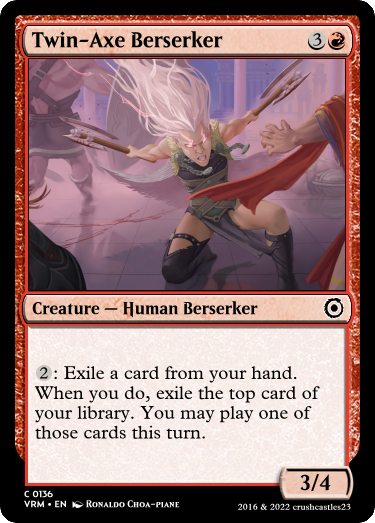 Twin-Axe Berserker 3
Creature — Human Berserker
2: Exile a card from your hand.
When you do, exile the top card of
your library. You may play one of
those cards this turn.
3/4
C 0136
VRM • EN Ronaldo Choa-piane
2016 & 2022 crushcastles23